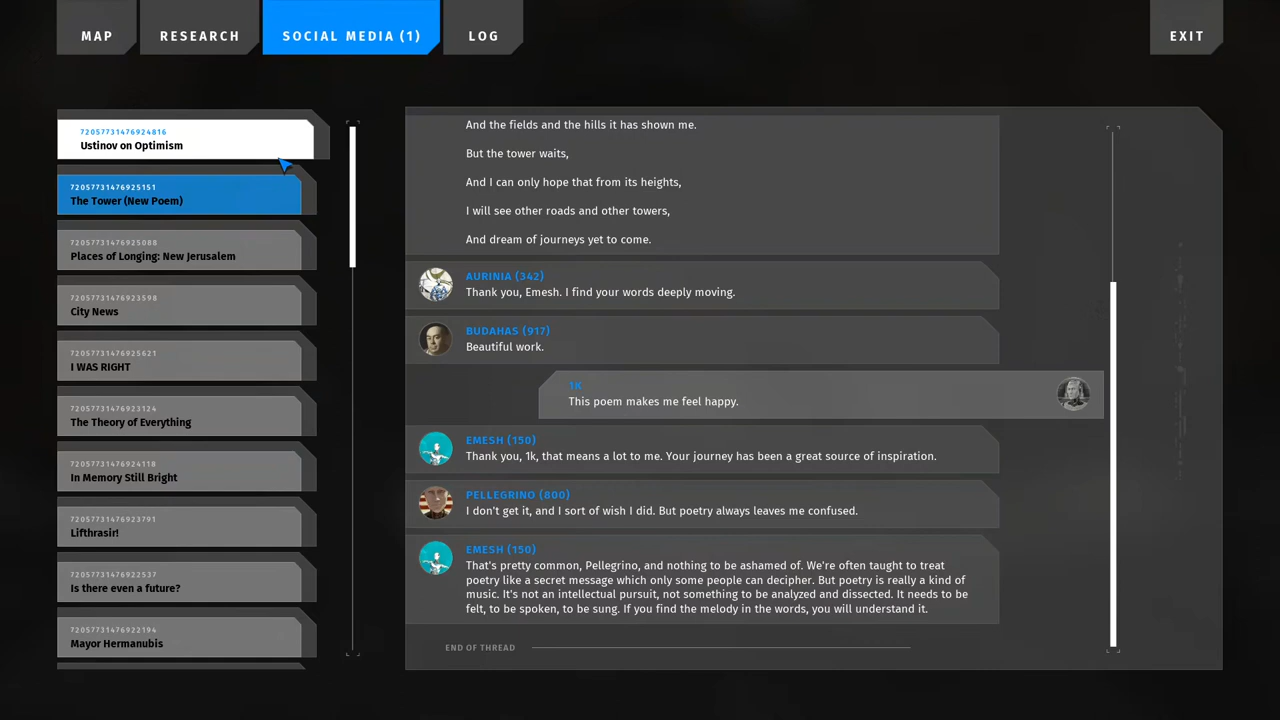 MAP
RESEARCH
SOCIAL MEDIA (1)
LOG
EXIT
72057731476924816
Ustinov on Optimism
72057731476925151
The Tower (New Poem)
72057731476925088
Places of Longing: New Jerusalem
72057731476923598
City News
72057731476925621
I WAS RIGHT
72057731476923124
The Theory of Everything
72057731476924118
In Memory Still Bright
72057731476923791
Lifthrasir!
72057731476922537
Is there even a future?
72057731476922194
Mayor Hermanubis
And the fields and the hills it has shown me.
But the tower waits,
And I can only hope that from its heights,
I will see other roads and other towers,
And dream of journeys yet to come.
AURINIA (342)
Thank you, Emesh. I find your words deeply moving.
BUDAHAS (917)
Beautiful work.
1K
This poem makes me feel happy.
EMESH (150)
Thank you, 1k, that means a lot to me. Your journey has been a great source of inspiration.
PELLEGRINO (800)
I don't get it, and I sort of wish I did. But poetry always leaves me confused.
EMESH (150)
That's pretty common, Pellegrino, and nothing to be ashamed of. We're often taught to treat
poetry like a secret message which only some people can decipher. But poetry is really a kind of
music. It's not an intellectual pursuit, not something to be analyzed and dissected. It needs to be
felt, to be spoken, to be sung. If you find the melody in the words, you will understand it.
END OF THREAD